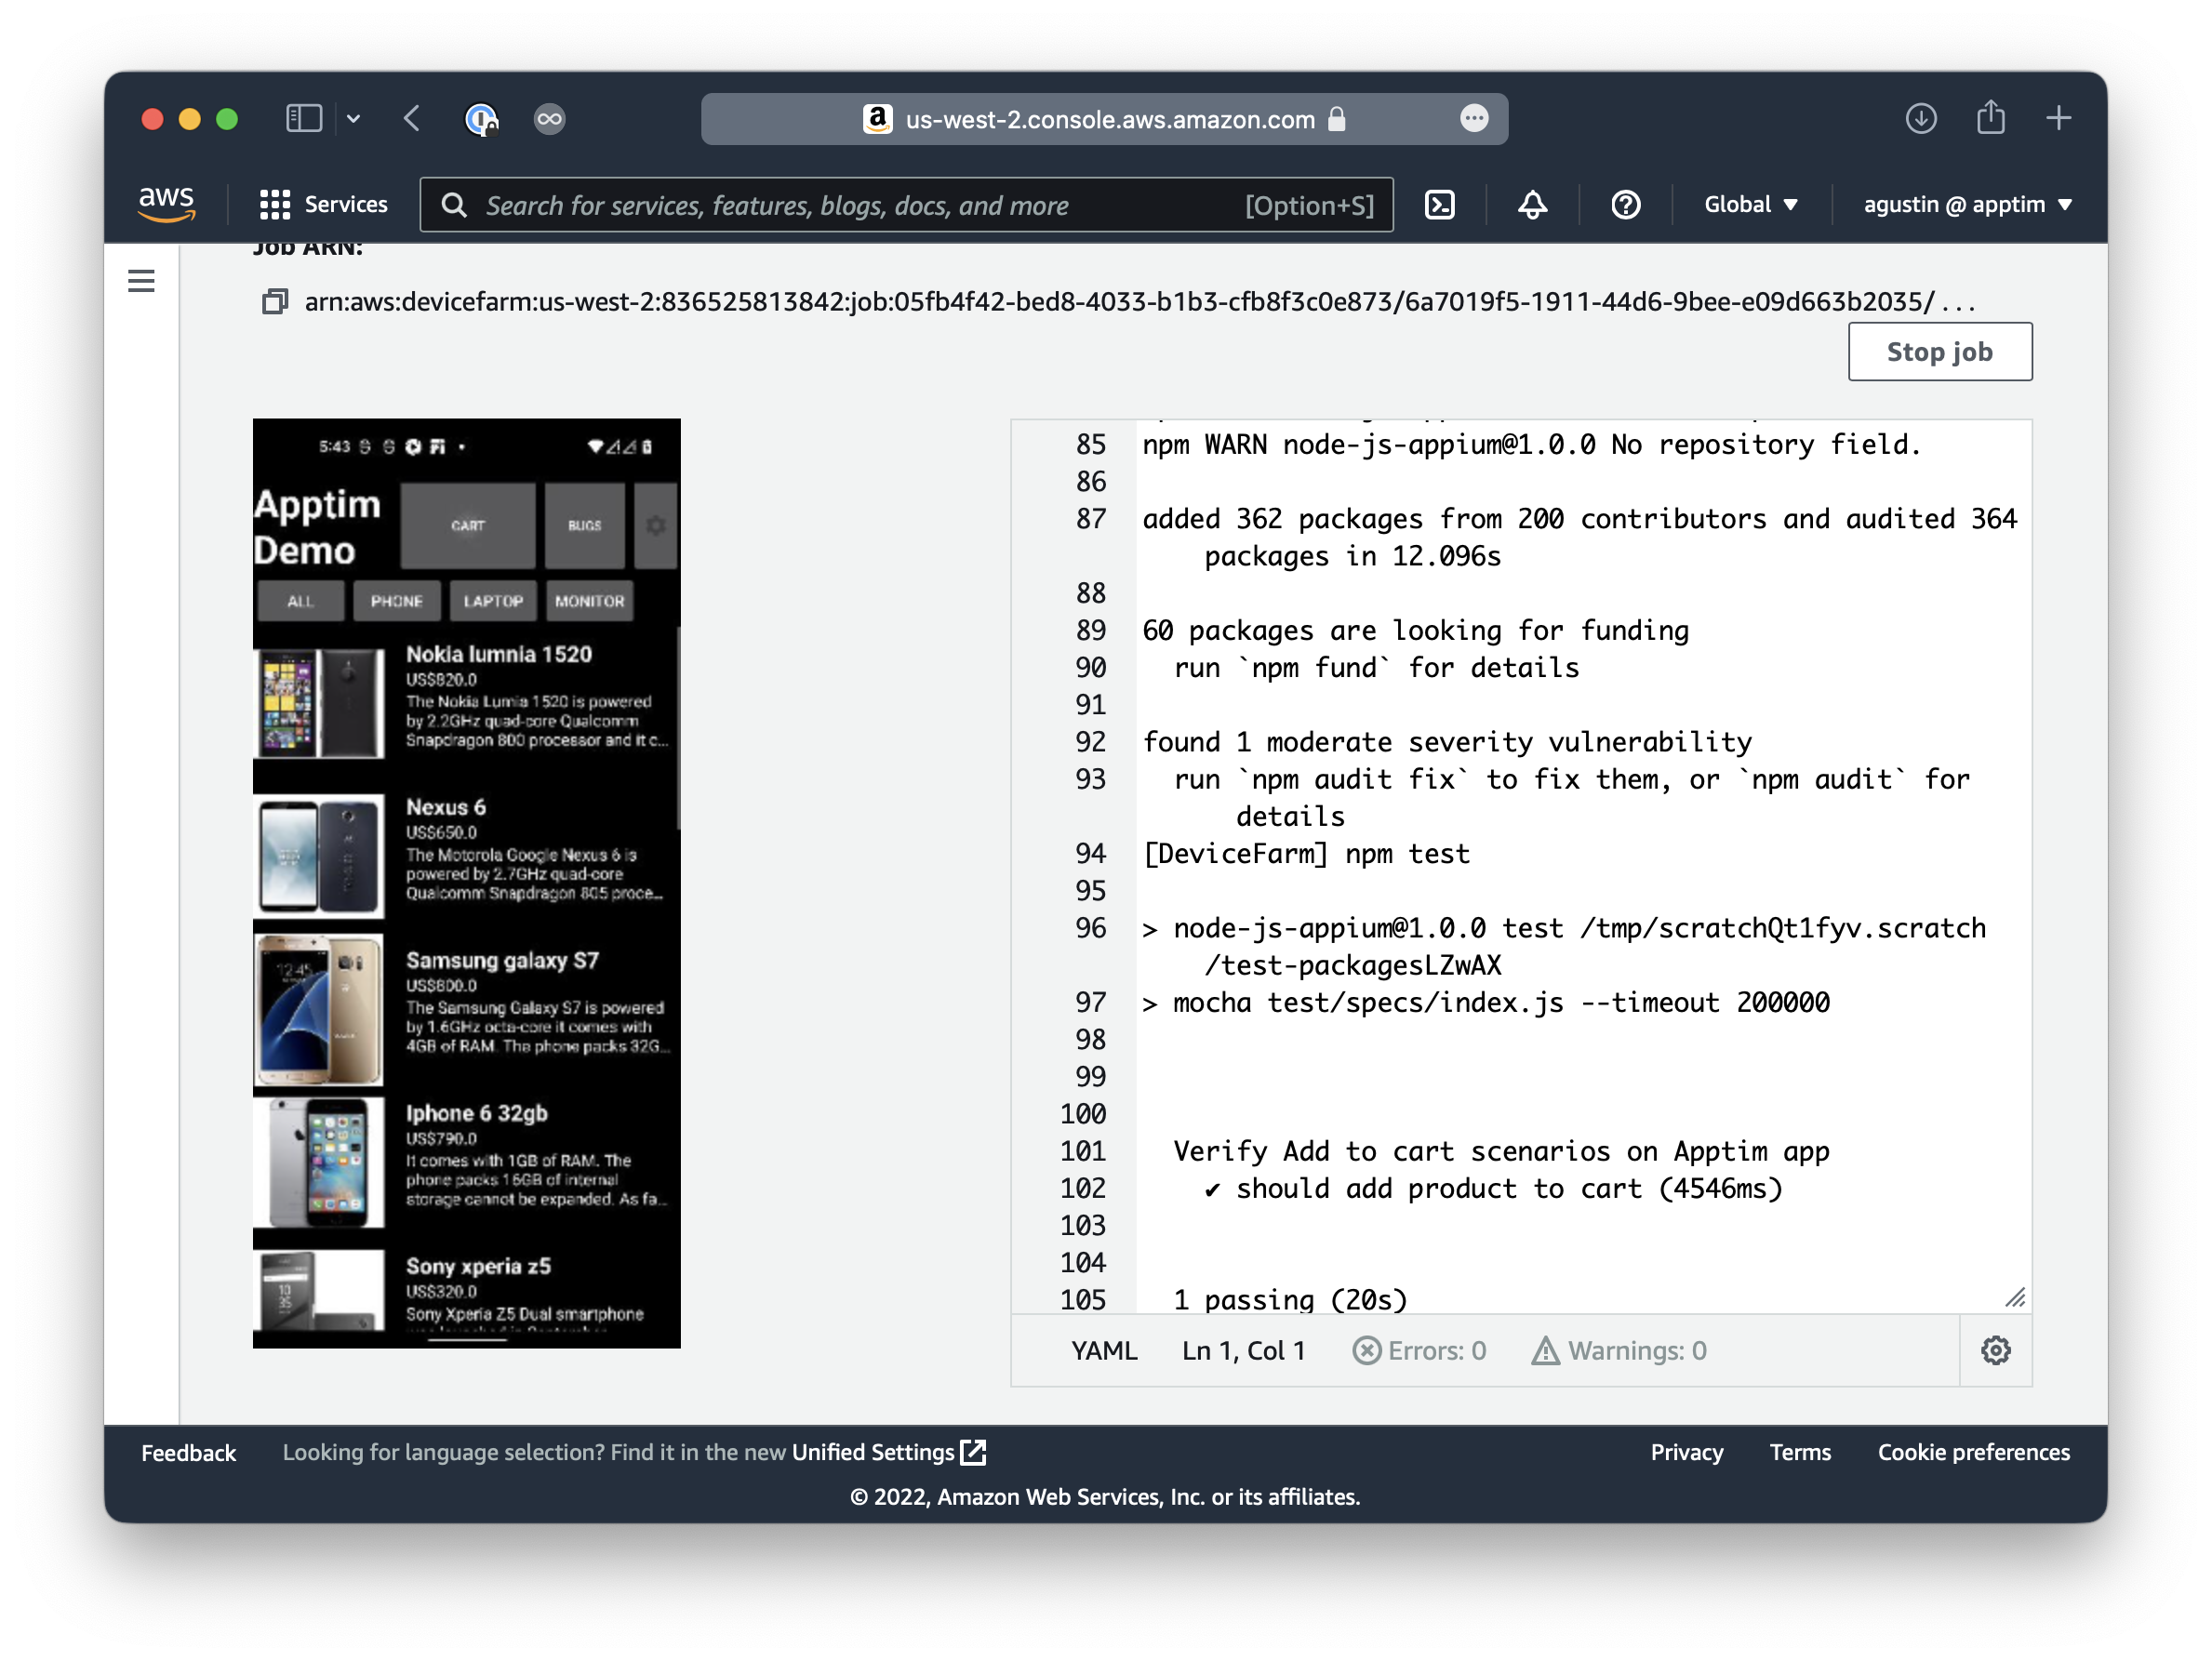 us-west-2.console.aws.amazon.com
aws
Services
Search for services, features, blogs, docs, and more
[Option+S]
Global
agustin @ apptim
Job ARN:
arn:aws:devicefarm:us-west-2:836525813842:job:05fb4f42-bed8-4033-b1b3-cfb8f3c0e873/6a7019f5-1911-44d6-9bee-e09d663b2035/ ...
Stop job
5:43
Apptim
Demo
CART
BUGS
ALL
PHONE
LAPTOP
MONITOR
Nokia lumnia 1520
US$820.0
The Nokia Lumia 1520 is powered
by 2.2GHz quad-core Qualcomm
Snapdragon 800 processor and it c...
Nexus 6
US$650.0
The Motorola Google Nexus 6 is
powered by 2.7GHz quad-core
Qualcomm Snapdragon 805 proce...
Samsung galaxy S7
US$800.0
The Samsung Galaxy S7 is powered
by 1.6GHz octa-core it comes with
4GB of RAM. The phone packs 32G...
Iphone 6 32gb
US$790.0
It comes with 1GB of RAM. The
phone packs 16GB of internal
storage cannot be expanded. As fa...
Sony xperia z5
US$320.0
Sony Xperia Z5 Dual smartphone
85 npm WARN node-js-appium@1.0.0 No repository field.
86
87 added 362 packages from 200 contributors and audited 364
packages in 12.096s
88
89 60 packages are looking for funding
90 run `npm fund` for details
91
92 found 1 moderate severity vulnerability
93 run `npm audit fix` to fix them, or `npm audit` for
details
94 [DeviceFarm] npm test
95
96 > node-js-appium@1.0.0 test /tmp/scratchQt1fyv.scratch
/test-packagesLZwAX
97 > mocha test/specs/index.js --timeout 200000
98
99
100
101 Verify Add to cart scenarios on Apptim app
102 ✔ should add product to cart (4546ms)
103
104
105 1 passing (20s)
YAML Ln 1, Col 1 Errors: 0 Warnings: 0
Feedback
Looking for language selection? Find it in the new Unified Settings
Privacy
Terms
Cookie preferences
© 2022, Amazon Web Services, Inc. or its affiliates.